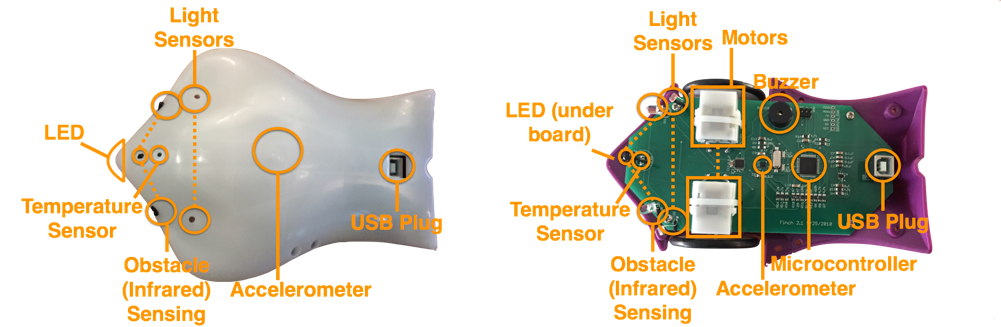 Light
Sensors
LED
Temperature
Sensor
Obstacle
(Infrared)
Sensing
Accelerometer
USB Plug
Light
Sensors
Motors
Buzzer
LED (under
board)
Temperature
Sensor
Obstacle
(Infrared)
Sensing
Accelerometer
Microcontroller
USB Plug